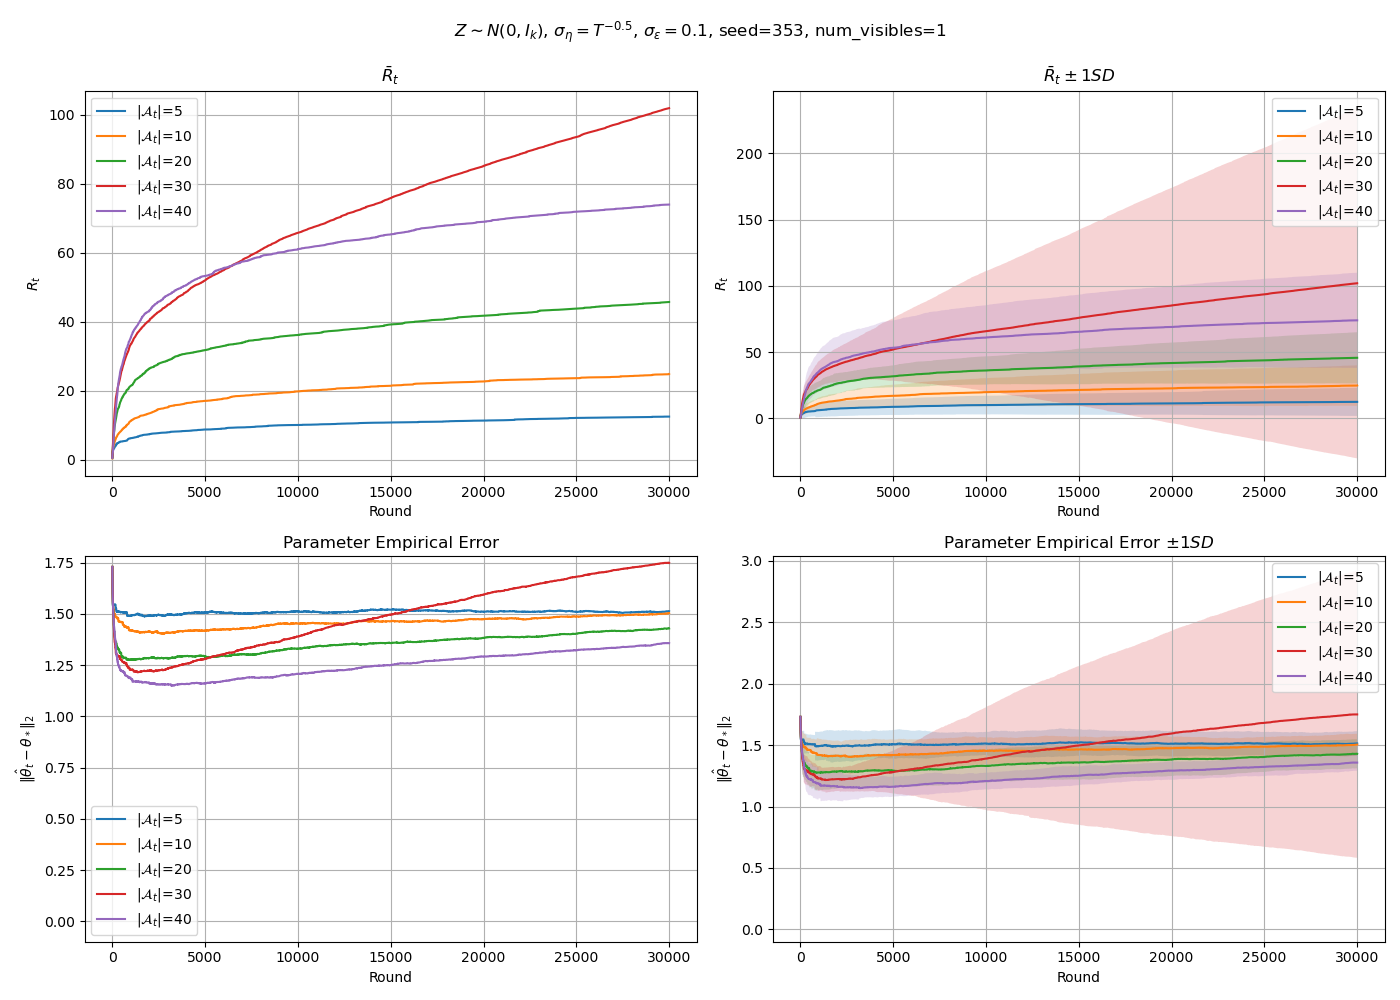 Z ∼ N(0, I_k), σ_η = T^{−0.5}, σ_ε = 0.1, seed=353, num_visibles=1
R̄_t
R_t
100
80
60
40
20
0
|𝒜_t|=5
|𝒜_t|=10
|𝒜_t|=20
|𝒜_t|=30
|𝒜_t|=40
0 5000 10000 15000 20000 25000 30000
Round
R̄_t ± 1SD
R_t
200
150
100
50
0
|𝒜_t|=5
|𝒜_t|=10
|𝒜_t|=20
|𝒜_t|=30
|𝒜_t|=40
0 5000 10000 15000 20000 25000 30000
Round
Parameter Empirical Error
‖θ̂_t − θ_*‖_2
1.75
1.50
1.25
1.00
0.75
0.50
0.25
0.00
|𝒜_t|=5
|𝒜_t|=10
|𝒜_t|=20
|𝒜_t|=30
|𝒜_t|=40
0 5000 10000 15000 20000 25000 30000
Round
Parameter Empirical Error ±1SD
‖θ̂_t − θ_*‖_2
3.0
2.5
2.0
1.5
1.0
0.5
0.0
|𝒜_t|=5
|𝒜_t|=10
|𝒜_t|=20
|𝒜_t|=30
|𝒜_t|=40
0 5000 10000 15000 20000 25000 30000
Round